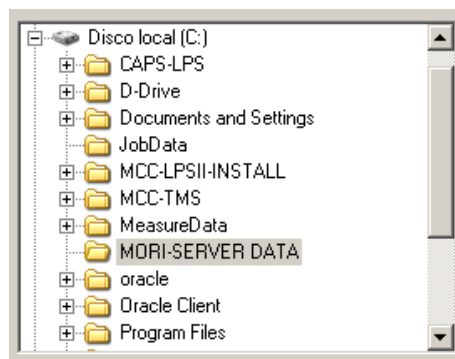 Disco local (C:)
CAPS-LPS
D-Drive
Documents and Settings
JobData
MCC-LPSII-INSTALL
MCC-TMS
MeasureData
MORI-SERVER DATA
oracle
Oracle Client
Program Files